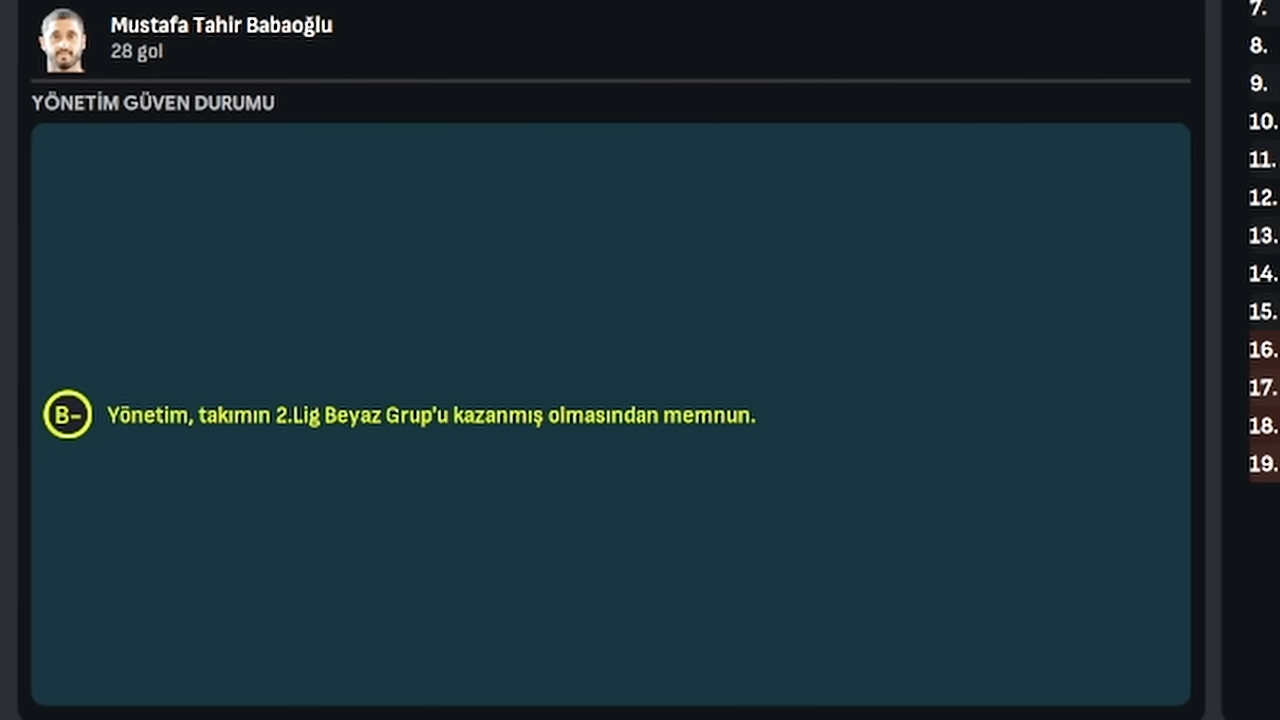 Mustafa Tahir Babaoğlu
28 gol
YÖNETİM GÜVEN DURUMU
B-
Yönetim, takımın 2.Lig Beyaz Grup'u kazanmış olmasından memnun.
7.
8.
9.
10.
11.
12.
13.
14.
15.
16.
17.
18.
19.